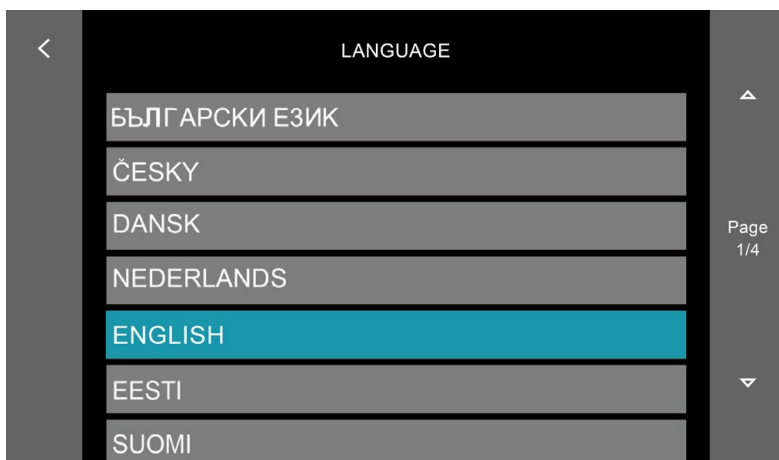 LANGUAGE
БЪЛГАРСКИ ЕЗИК
ČESKY
DANSK
NEDERLANDS
ENGLISH
EESTI
SUOMI
Page
1/4